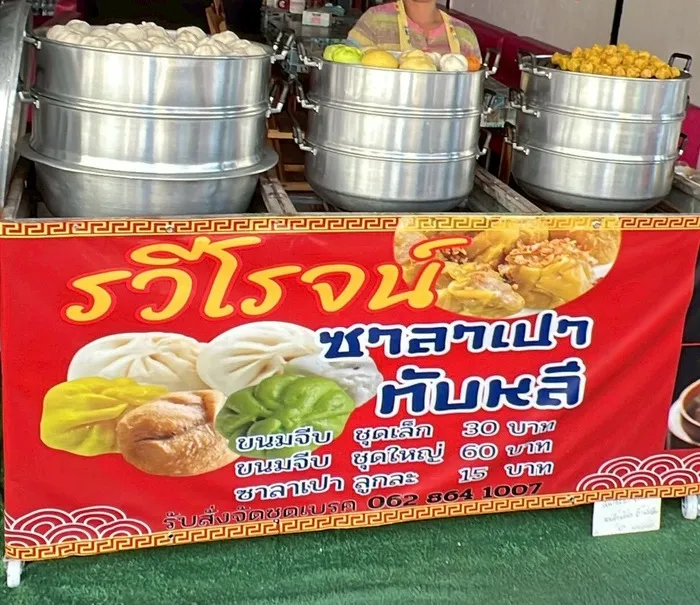 รวีโรจน์
ซาลาเปา
ทับหลี
ขนมจีบ ชุดเล็ก 30 บาท
ขนมจีบ ชุดใหญ่ 60 บาท
ซาลาเปา ลูกละ 15 บาท
รับสั่งจัดชุดเบรค 062 864 1007